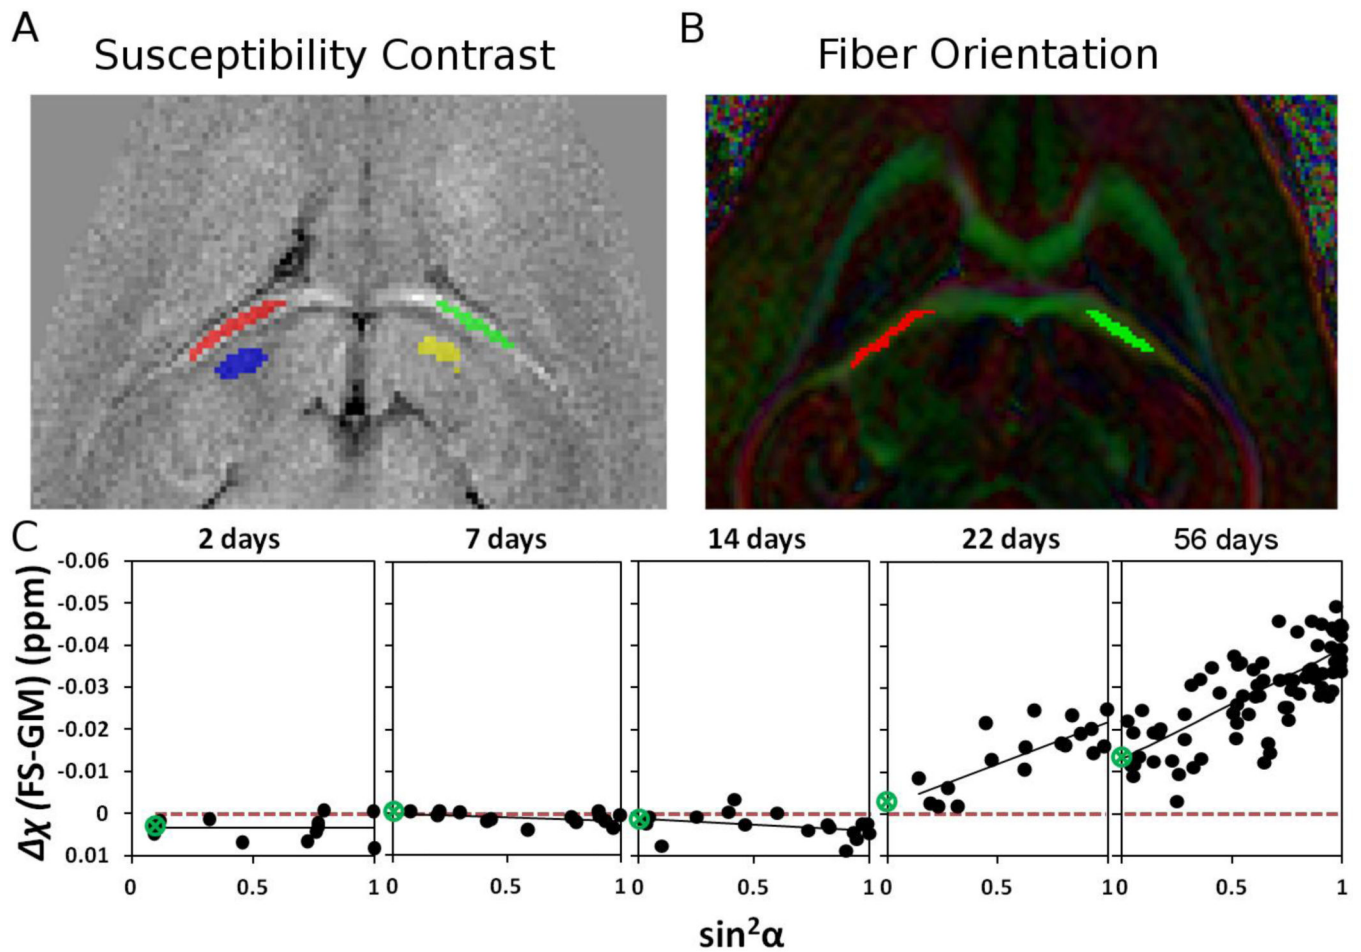 A
Susceptibility Contrast
B
Fiber Orientation
C
2 days
7 days
14 days
22 days
56 days
Δχ (FS-GM) (ppm)
-0.06
-0.05
-0.04
-0.03
-0.02
-0.01
0
0.01
0 0.5 1 0 0.5 1 0 0.5 1 0 0.5 1 0 0.5 1
sin²α